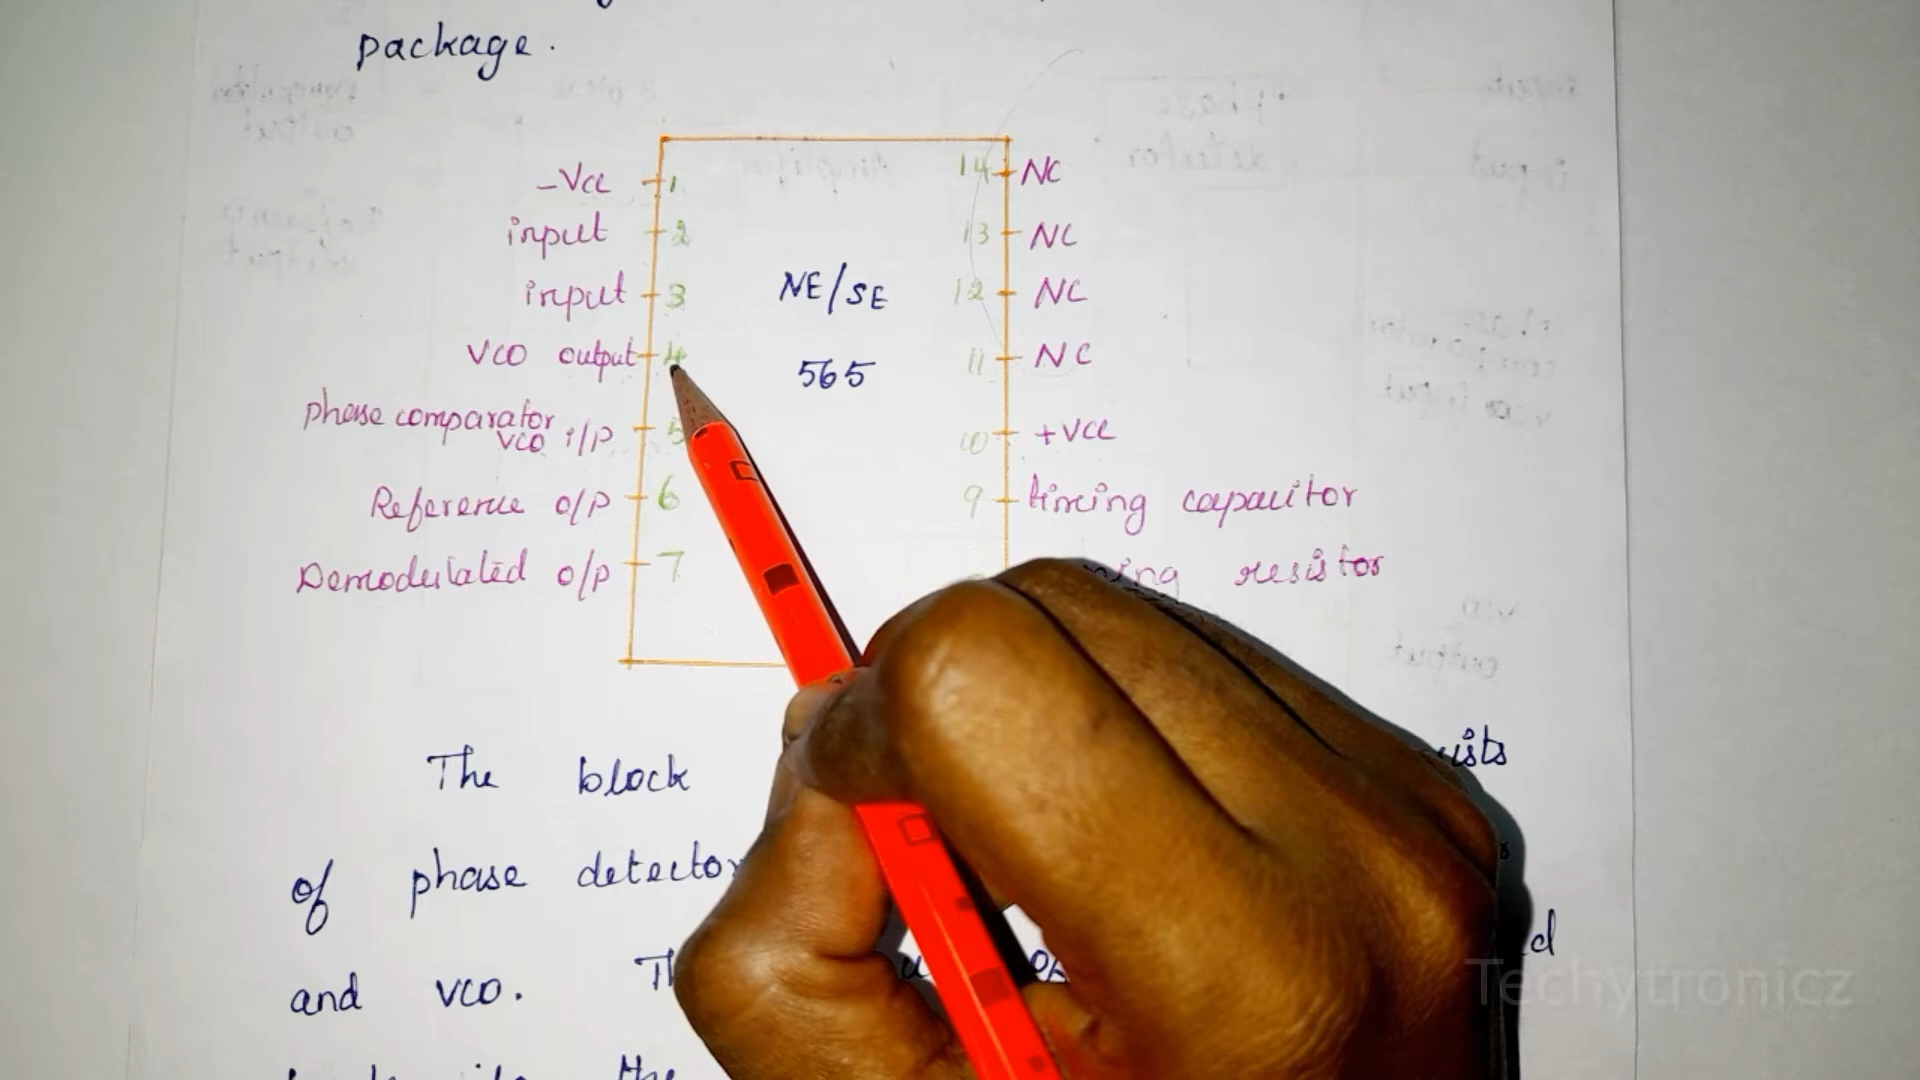 package.
-Vcc 1 14 NC
input 2 13 NC
input 3 12 NC
NE/SE
565
VCO output 4 11 NC
phase comparator
VCO i/p 5 10 +Vcc
Reference o/p 6 9 timing capacitor
Demodulated o/p 7 resistor
The block
of phase detector
and VCO.
the
Techytronicz